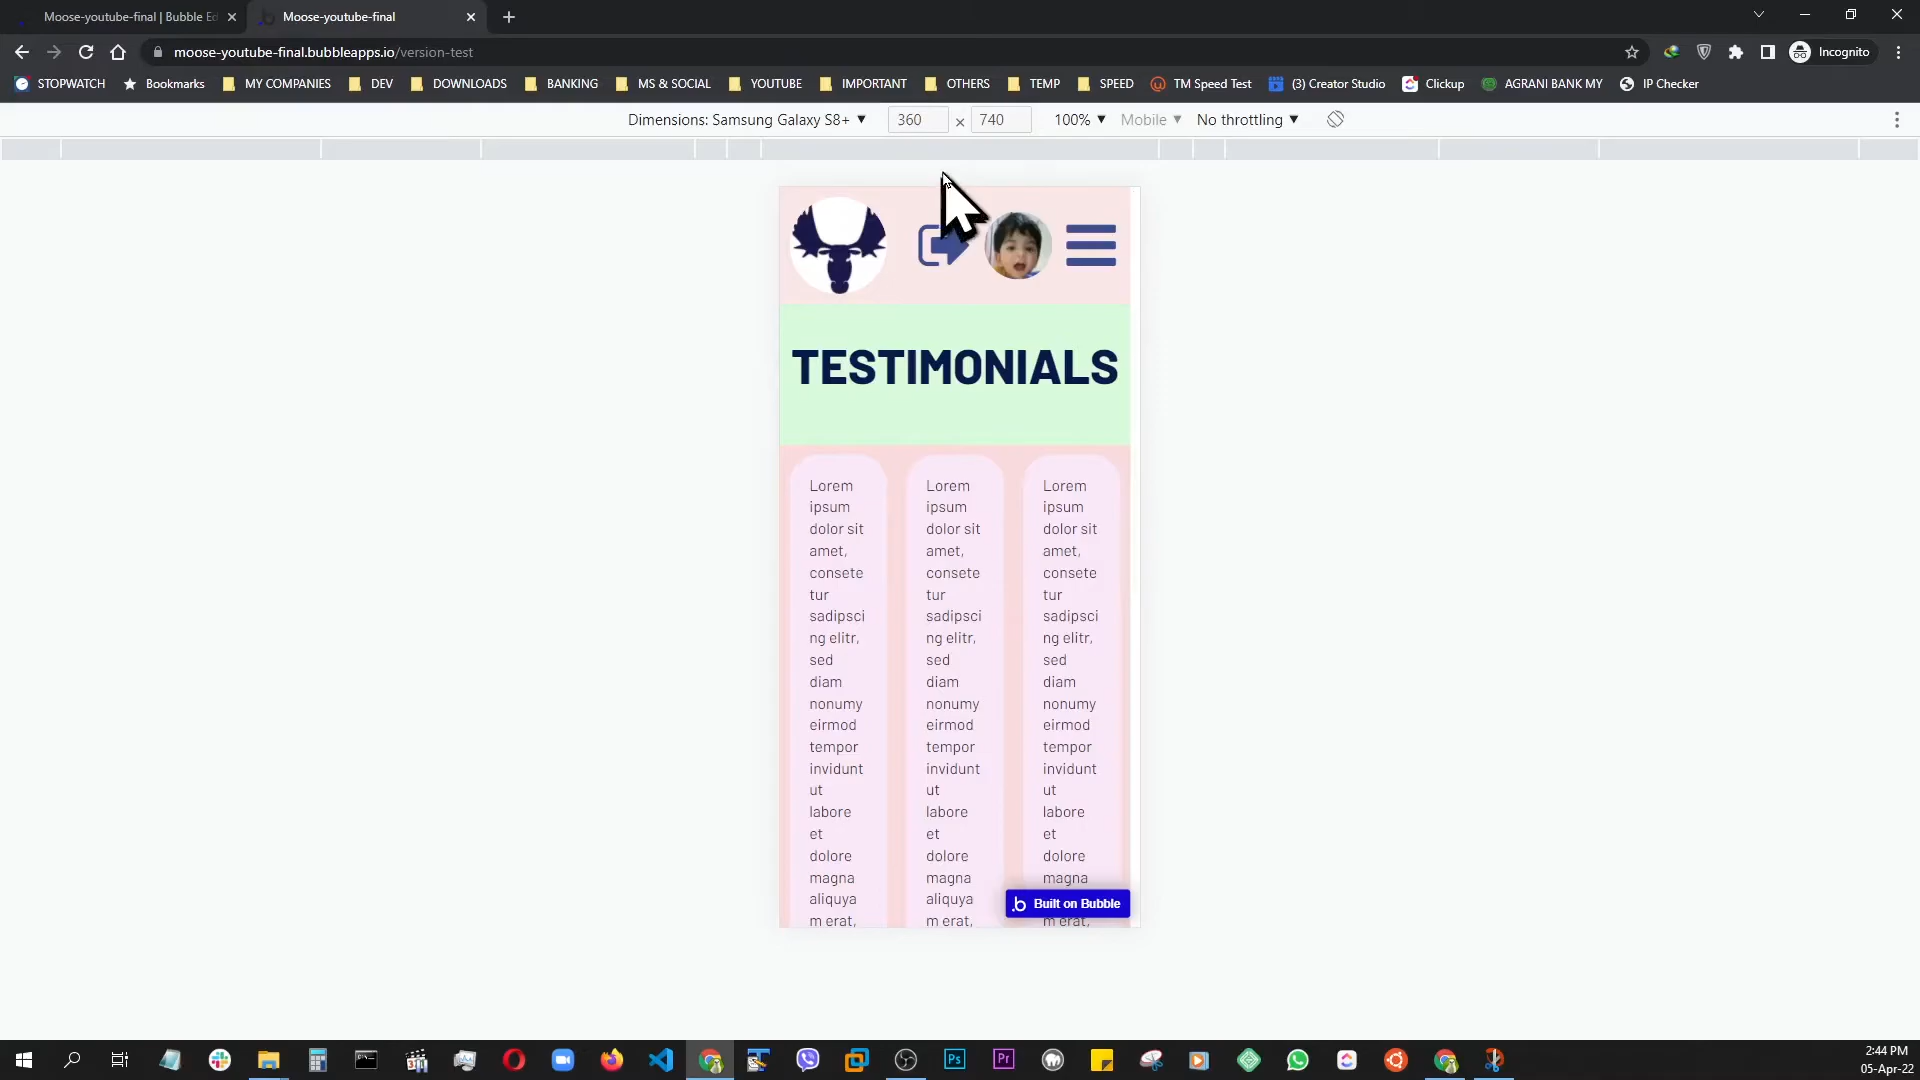 Moose-youtube-final | Bubble Ed
Moose-youtube-final
moose-youtube-final.bubbleapps.io/version-test
Incognito
STOPWATCH
Bookmarks
MY COMPANIES
DEV
DOWNLOADS
BANKING
MS & SOCIAL
YOUTUBE
IMPORTANT
OTHERS
TEMP
SPEED
TM Speed Test
(3) Creator Studio
Clickup
AGRANI BANK MY
IP Checker
Dimensions: Samsung Galaxy S8+ ▼ 360 × 740 100% ▼ Mobile ▼ No throttling ▼
TESTIMONIALS
Lorem
ipsum
dolor sit
amet,
consete
tur
sadipsci
ng elitr,
sed
diam
nonumy
eirmod
tempor
invidunt
ut
labore
et
dolore
magna
aliquya
m erat,
Lorem
ipsum
dolor sit
amet,
consete
tur
sadipsci
ng elitr,
sed
diam
nonumy
eirmod
tempor
invidunt
ut
labore
et
dolore
magna
aliquya
m erat,
Lorem
ipsum
dolor sit
amet,
consete
tur
sadipsci
ng elitr,
sed
diam
nonumy
eirmod
tempor
invidunt
ut
labore
et
dolore
magna
m erat,
Built on Bubble
Ps
Pr
2:44 PM
05-Apr-22